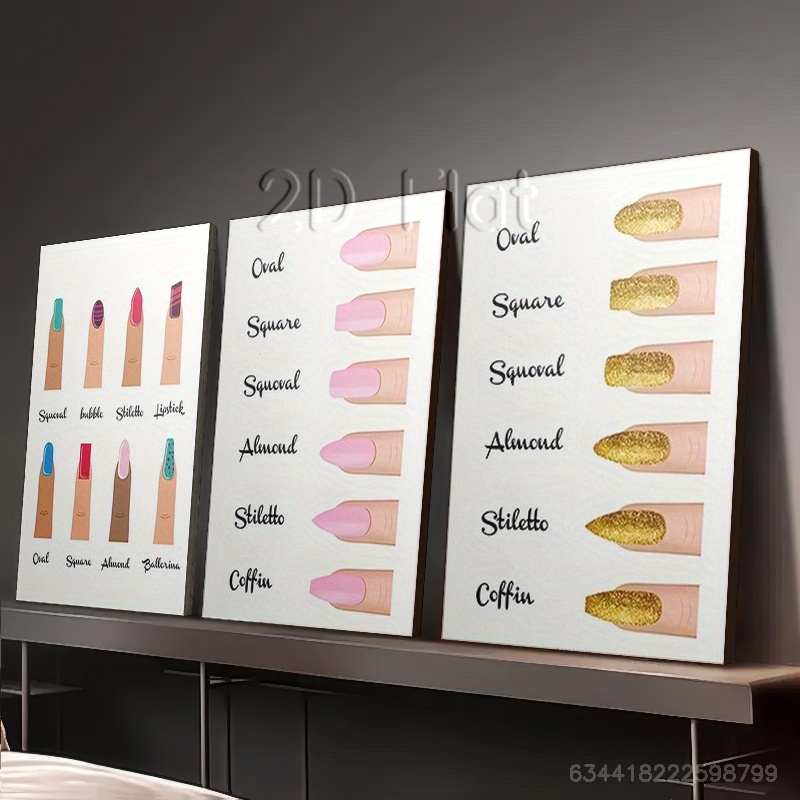 2D Flat
Squoval bubble Stiletto Lipstick
Oval Square Almond Ballerina
Oval
Square
Squoval
Almond
Stiletto
Coffin
Oval
Square
Squoval
Almond
Stiletto
Coffin
634418222598799